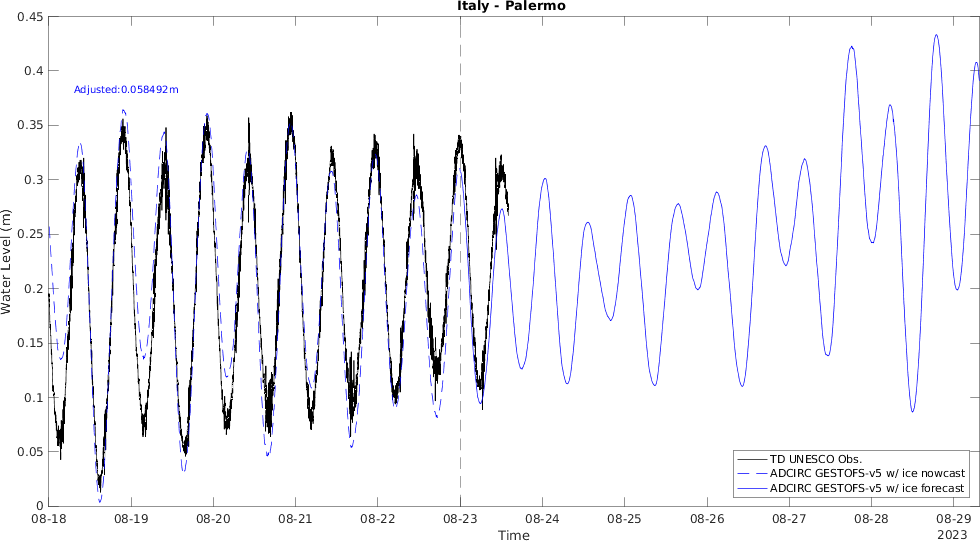 Italy - Palermo
0.45
0.4
0.35
0.3
0.25
0.2
0.15
0.1
0.05
0
Water Level (m)
Adjusted:0.058492m
TD UNESCO Obs.
ADCIRC GESTOFS-v5 w/ ice nowcast
ADCIRC GESTOFS-v5 w/ ice forecast
08-18 08-19 08-20 08-21 08-22 08-23 08-24 08-25 08-26 08-27 08-28 08-29
Time
2023